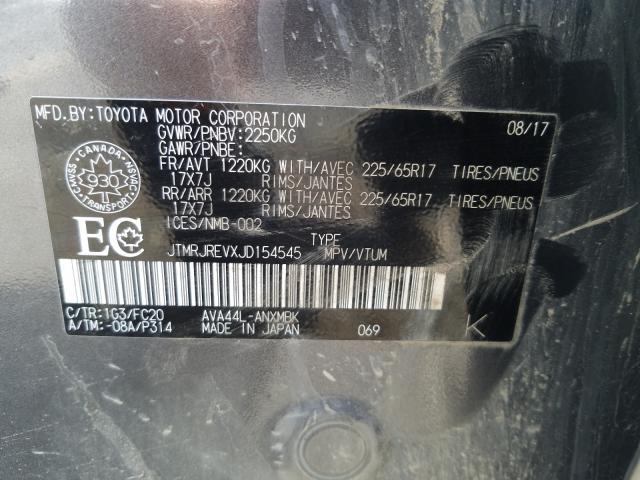 MFD.BY:TOYOTA MOTOR CORPORATION 08/17
GVWR/PNBV:2250KG
GAWR/PNBE:
FR/AVT 1220KG WITH/AVEC 225/65R17 TIRES/PNEUS
17X7J RIMS/JANTES
RR/ARR 1220KG WITH/AVEC 225/65R17 TIRES/PNEUS
17X7J RIMS/JANTES
ICES/NMB-002
CANADA
CMVSS NSVAC
930
TRANSPORT
EC
TYPE
JTMRJREVXJD154545 MPV/VTUM
C/TR:1G3/FC20 AVA44L-ANXMBK
A/TM:-08A/P314 MADE IN JAPAN 069 K